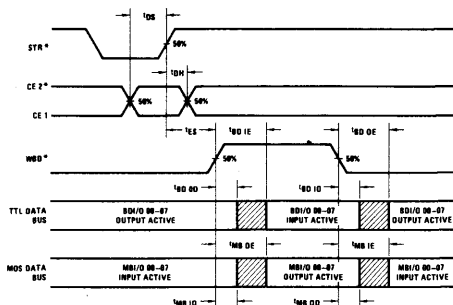 tDS
STR*
50%
tDH
CE 2*
50%
50%
CE 1
tES
tBD IE
tBD OE
WBD*
50%
50%
tBD OD
tBD ID
TTL DATA
BUS
BDI/O 00-07
OUTPUT ACTIVE
BDI/O 00-07
INPUT ACTIVE
BDI/O 00-07
OUTPUT ACTIVE
tMB OE
tMB IE
MOS DATA
BUS
MBI/O 00-07
INPUT ACTIVE
MBI/O 00-07
OUTPUT ACTIVE
MBI/O 00-07
INPUT ACTIVE
tMB ID
tMB OD